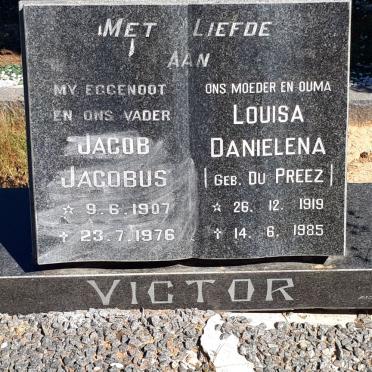 MET LIEFDE
AAN
MY EGGENOOT
EN ONS VADER
JACOB
JACOBUS
☆ 9.6.1907
✝ 23.7.1976
ONS MOEDER EN OUMA
LOUISA
DANIELENA
(GEB. DU PREEZ)
☆ 26. 12. 1919
✝ 14. 6. 1985
VICTOR